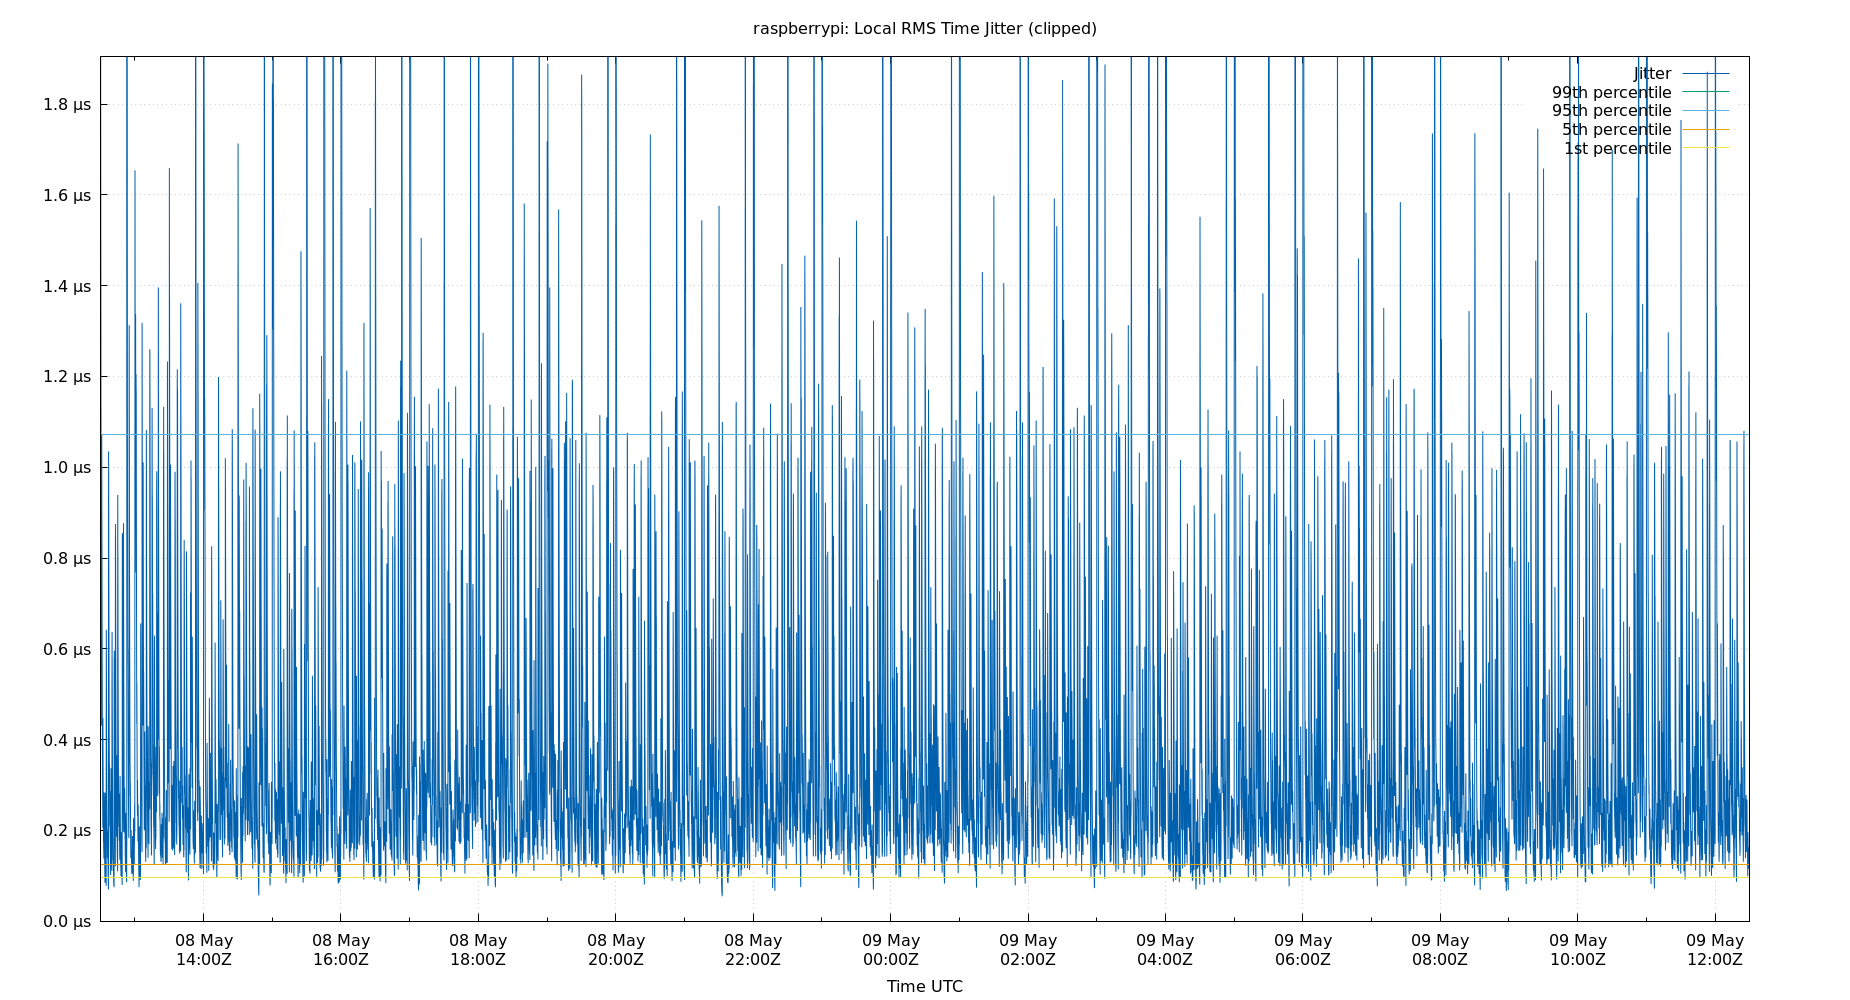 raspberrypi: Local RMS Time Jitter (clipped)
Jitter
99th percentile
95th percentile
5th percentile
1st percentile
1.8 µs
1.6 µs
1.4 µs
1.2 µs
1.0 µs
0.8 µs
0.6 µs
0.4 µs
0.2 µs
0.0 µs
08 May 08 May 08 May 08 May 08 May 09 May 09 May 09 May 09 May 09 May 09 May 09 May
14:00Z 16:00Z 18:00Z 20:00Z 22:00Z 00:00Z 02:00Z 04:00Z 06:00Z 08:00Z 10:00Z 12:00Z
Time UTC